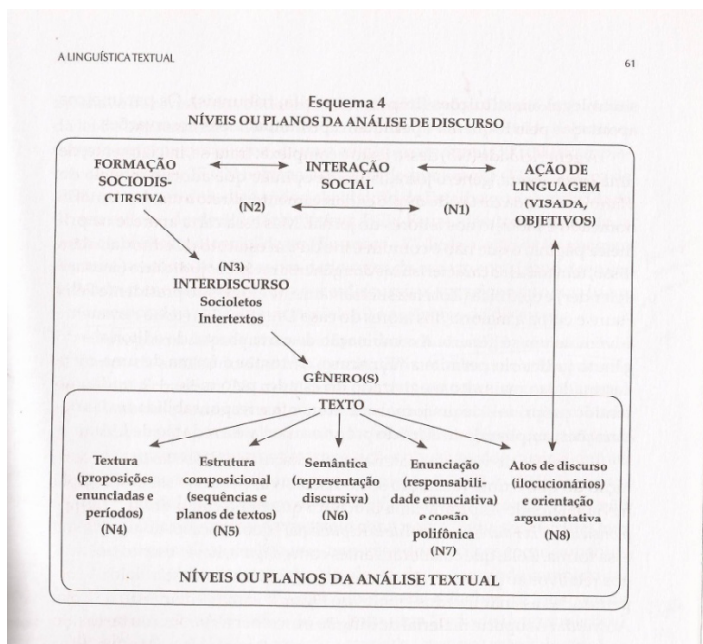 A LINGUÍSTICA TEXTUAL
61
Esquema 4
NÍVEIS OU PLANOS DA ANÁLISE DE DISCURSO
FORMAÇÃO
SOCIODIS-
CURSIVA
(N2)
INTERAÇÃO
SOCIAL
(N1)
AÇÃO DE
LINGUAGEM
(VISADA,
OBJETIVOS)
(N3)
INTERDISCURSO
Socioletos
Intertextos
GÊNERO(S)
TEXTO
Textura
(proposições
enunciadas e
períodos)
(N4)
Estrutura
composicional
(sequências e
planos de textos)
(N5)
Semântica
(representação
discursiva)
(N6)
Enunciação
(responsabili-
dade enunciativa)
e coesão
polifônica
(N7)
Atos de discurso
(ilocucionários)
e orientação
argumentativa
(N8)
NÍVEIS OU PLANOS DA ANÁLISE TEXTUAL